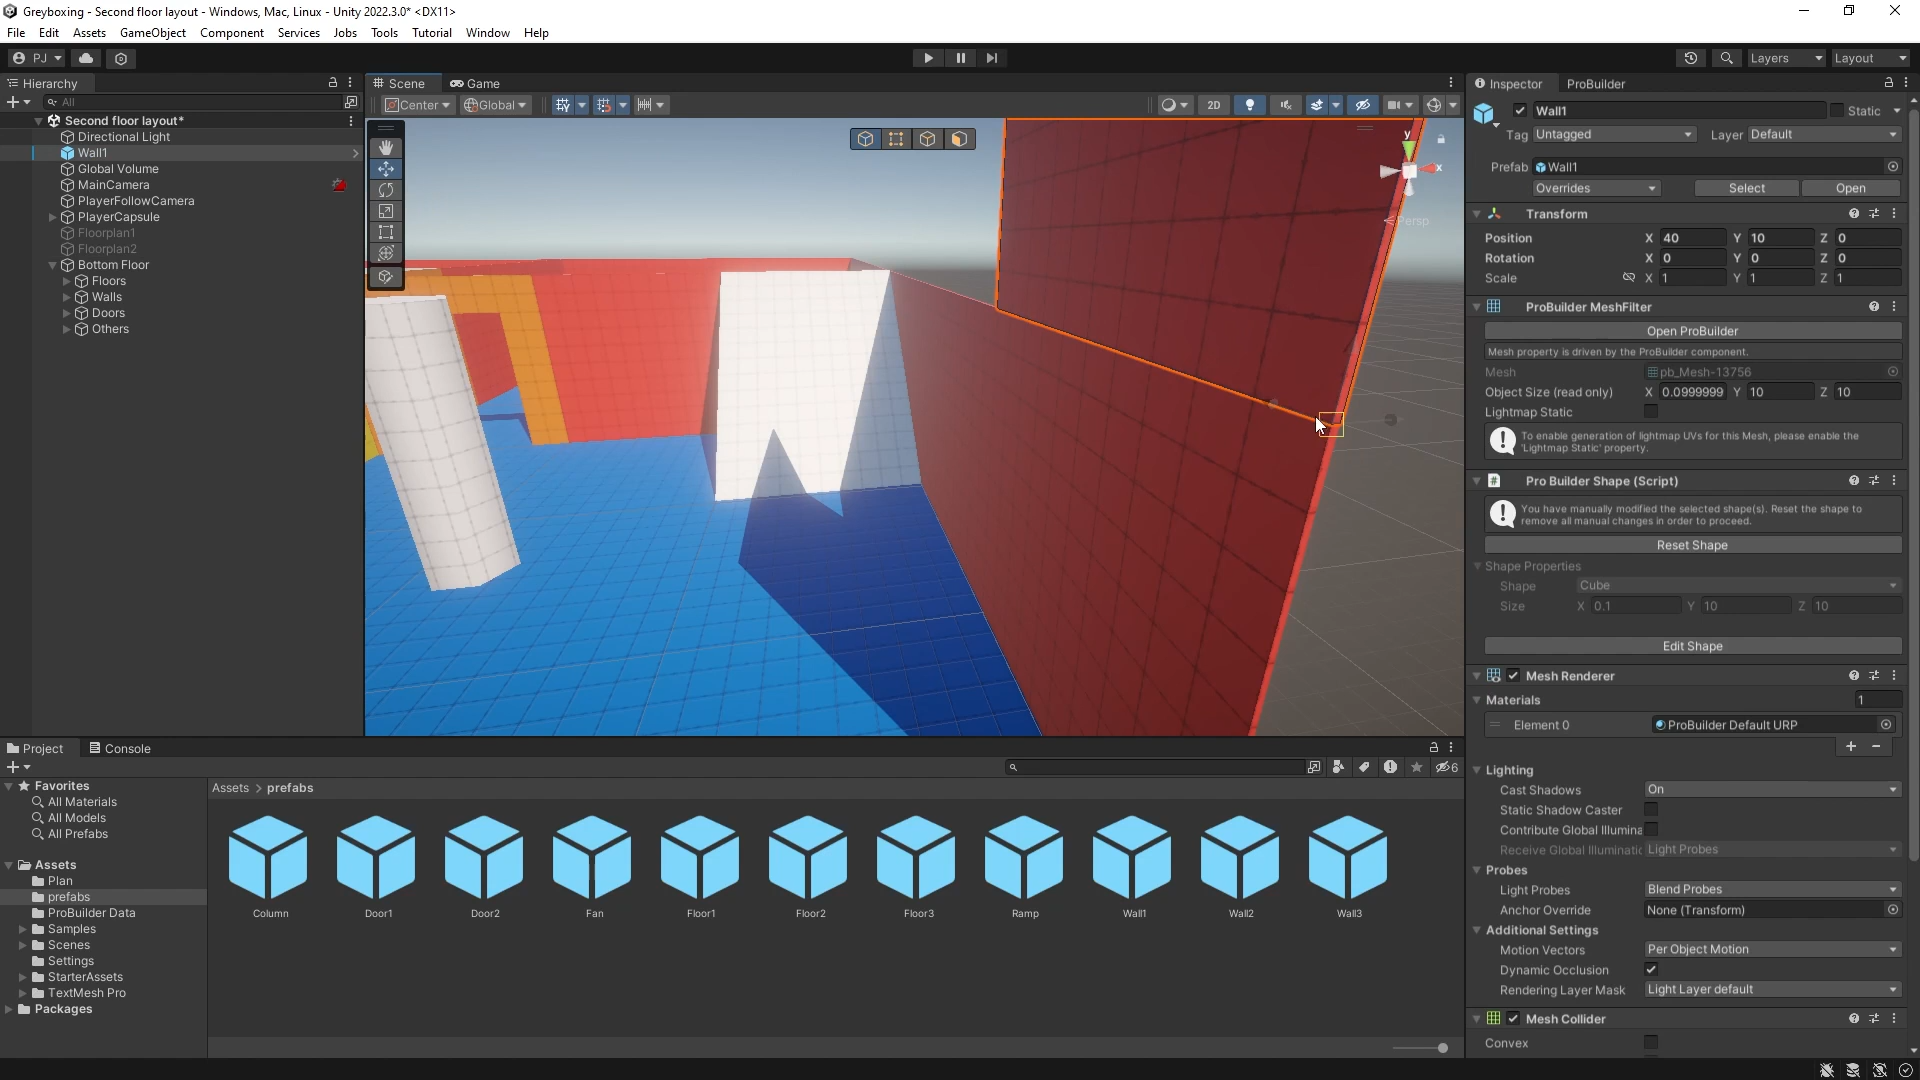 Greyboxing - Second floor layout - Windows, Mac, Linux - Unity 2022.3.0* <DX11>
File Edit Assets GameObject Component Services Jobs Tools Tutorial Window Help
PJ
Layers
Layout
Hierarchy
All
Second floor layout*
Directional Light
Wall1
Global Volume
MainCamera
PlayerFollowCamera
PlayerCapsule
Floorplan1
Floorplan2
Bottom Floor
Floors
Walls
Doors
Others
Scene
Game
Center
Global
2D
y
x
Persp
Inspector
ProBuilder
Wall1
Static
Tag Untagged
Layer Default
Prefab Wall1
Overrides
Select
Open
Transform
Position X 40 Y 10 Z 0
Rotation X 0 Y 0 Z 0
Scale X 1 Y 1 Z 1
ProBuilder MeshFilter
Open ProBuilder
Mesh property is driven by the ProBuilder component.
Mesh pb_Mesh-13756
Object Size (read only) X 0.0999999 Y 10 Z 10
Lightmap Static
To enable generation of lightmap UVs for this Mesh, please enable the
'Lightmap Static' property.
Pro Builder Shape (Script)
You have manually modified the selected shape(s). Reset the shape to
remove all manual changes in order to proceed.
Reset Shape
Shape Properties
Shape Cube
Size X 0.1 Y 10 Z 10
Edit Shape
Mesh Renderer
Materials 1
Element 0 ProBuilder Default URP
Lighting
Cast Shadows On
Static Shadow Caster
Contribute Global Illumina
Receive Global Illuminatic Light Probes
Probes
Light Probes Blend Probes
Anchor Override None (Transform)
Additional Settings
Motion Vectors Per Object Motion
Dynamic Occlusion
Rendering Layer Mask Light Layer default
Mesh Collider
Convex
Project
Console
6
Favorites
All Materials
All Models
All Prefabs
Assets
Plan
prefabs
ProBuilder Data
Samples
Scenes
Settings
StarterAssets
TextMesh Pro
Packages
Assets > prefabs
Column
Door1
Door2
Fan
Floor1
Floor2
Floor3
Ramp
Wall1
Wall2
Wall3